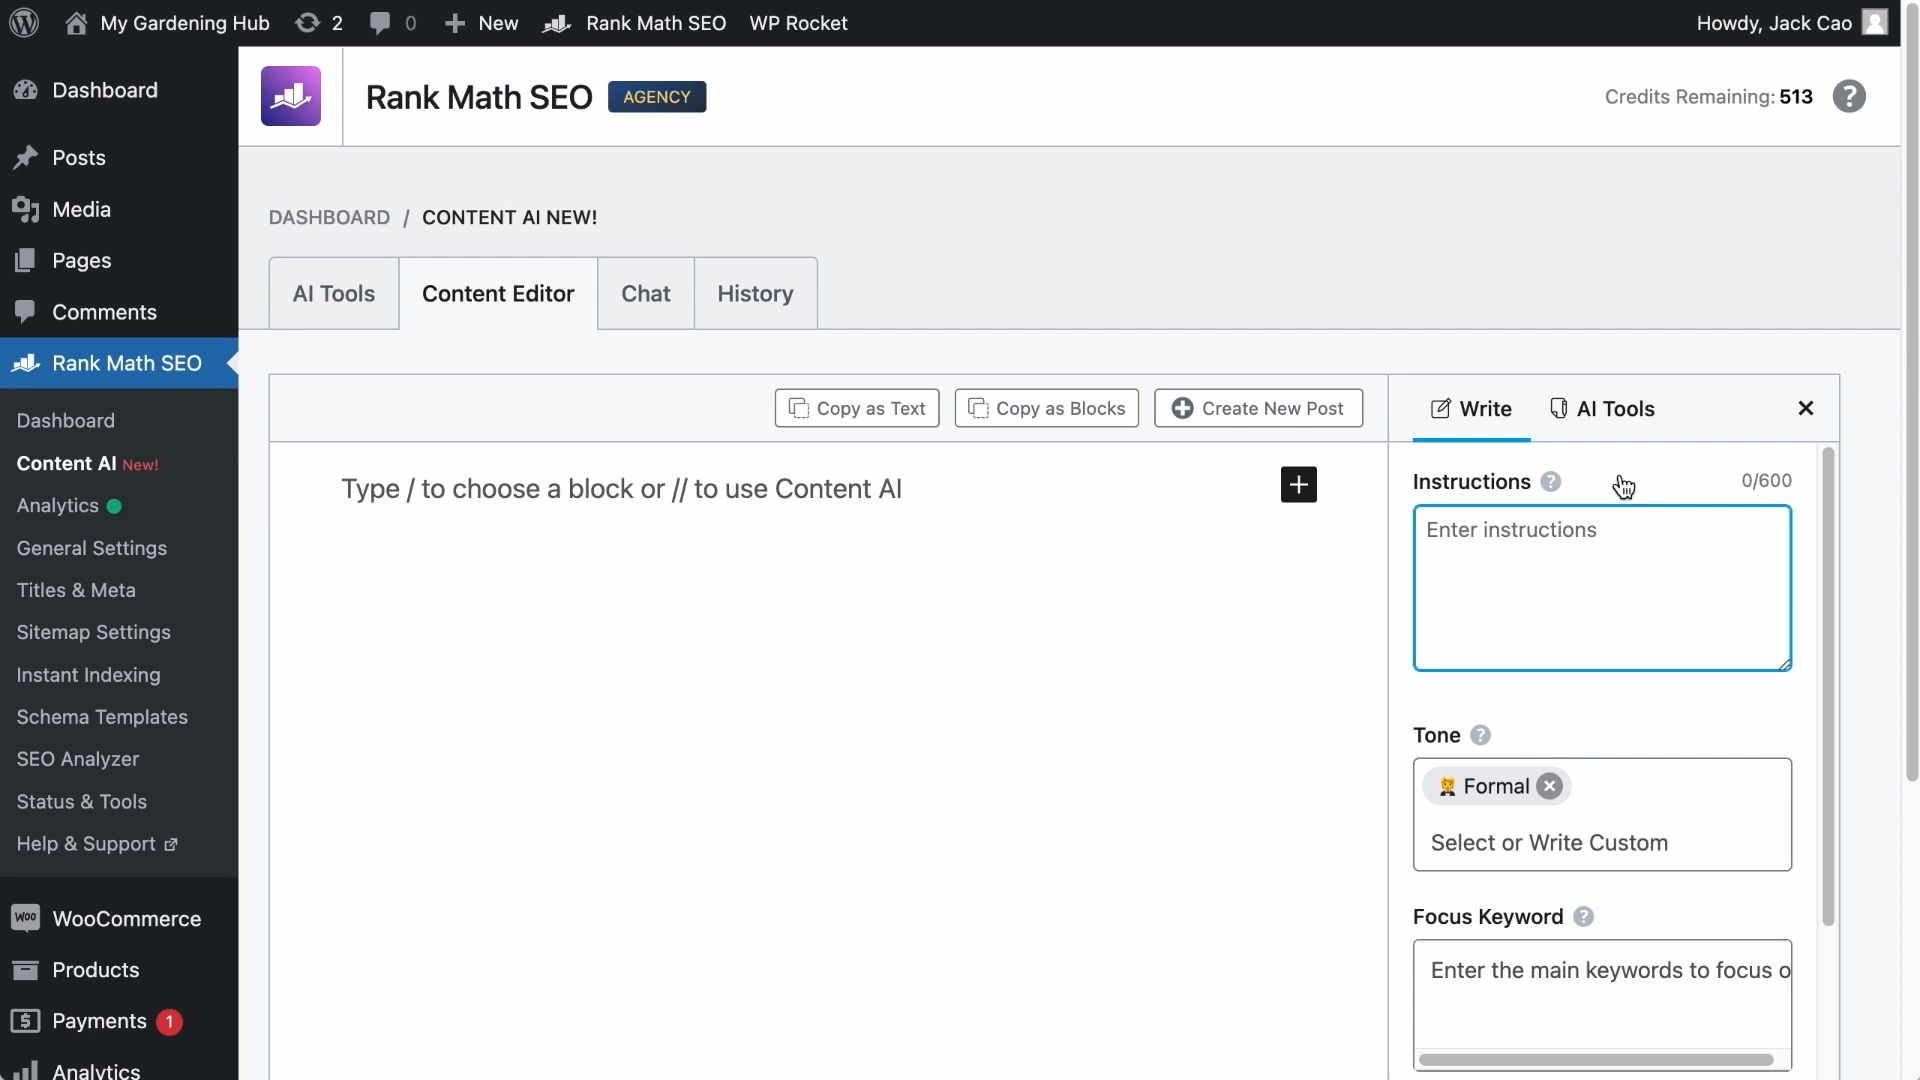 My Gardening Hub 2 0 New Rank Math SEO WP Rocket Howdy, Jack Cao
Dashboard
Posts
Media
Pages
Comments
Rank Math SEO
Dashboard
Content AI New!
Analytics
General Settings
Titles & Meta
Sitemap Settings
Instant Indexing
Schema Templates
SEO Analyzer
Status & Tools
Help & Support
Woo WooCommerce
Products
Payments 1
Analytics
Rank Math SEO AGENCY Credits Remaining: 513 ?
DASHBOARD / CONTENT AI NEW!
AI Tools Content Editor Chat History
Copy as Text Copy as Blocks Create New Post
Type / to choose a block or // to use Content AI
Write AI Tools
Instructions ? 0/600
Enter instructions
Tone ?
Formal
Select or Write Custom
Focus Keyword ?
Enter the main keywords to focus o